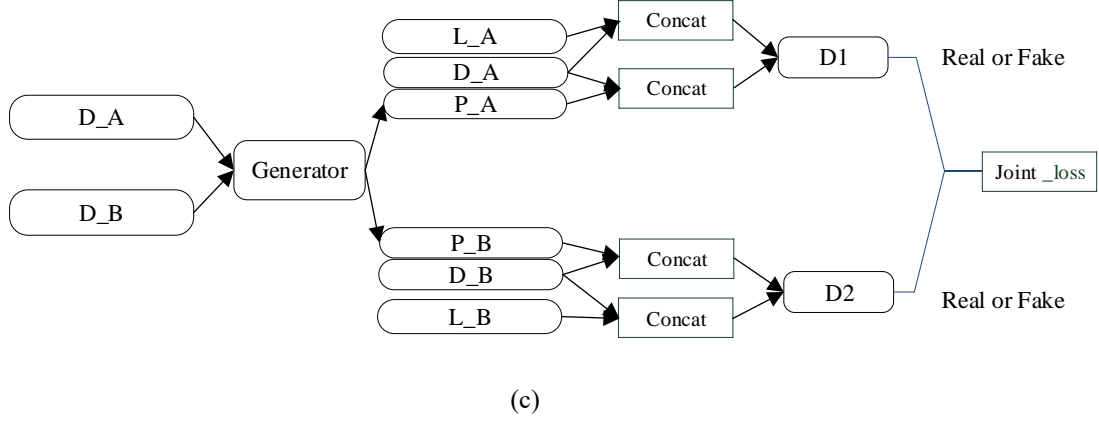 L_A
Concat
D_A
P_A
Concat
D1
Real or Fake
D_A
Generator
D_B
Joint _loss
P_B
D_B
L_B
Concat
Concat
D2
Real or Fake
(c)